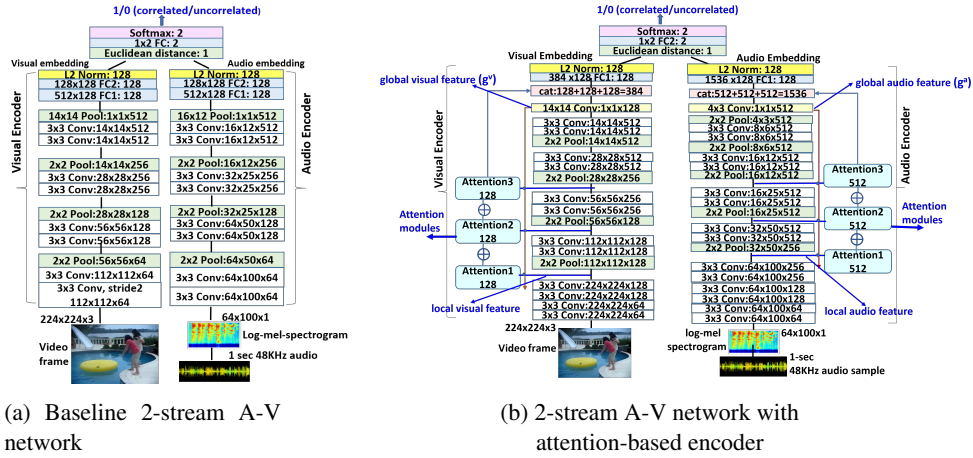 1/0 (correlated/uncorrelated)
Softmax: 2
1x2 FC: 2
Euclidean distance: 1
Visual embedding
Audio embedding
Visual Encoder
L2 Norm: 128
128x128 FC2: 128
512x128 FC1: 128
14x14 Pool:1x1x512
3x3 Conv:14x14x512
3x3 Conv:14x14x512
2x2 Pool:14x14x256
3x3 Conv:28x28x256
3x3 Conv:28x28x256
2x2 Pool:28x28x128
3x3 Conv:56x56x128
3x3 Conv:56x56x128
2x2 Pool:56x56x64
3x3 Conv:112x112x64
3x3 Conv, stride2
112x112x64
224x224x3
Video
frame
L2 Norm: 128
128x128 FC2: 128
512x128 FC1: 128
16x12 Pool:1x1x512
3x3 Conv:16x12x512
3x3 Conv:16x12x512
2x2 Pool:16x12x256
3x3 Conv:32x25x256
3x3 Conv:32x25x256
2x2 Pool:32x25x128
3x3 Conv:64x50x128
3x3 Conv:64x50x128
2x2 Pool:64x50x64
3x3 Conv:64x100x64
3x3 Conv:64x100x64
Audio Encoder
64x100x1
Log-mel-spectrogram
1 sec 48KHz audio
(a) Baseline 2-stream A-V
network
1/0 (correlated/uncorrelated)
Softmax: 2
1x2 FC: 2
Euclidean distance: 1
Visual Embedding
Audio Embedding
global visual feature (gᵛ)
Visual Encoder
L2 Norm: 128
384 x128 FC1: 128
cat:128+128+128=384
14x14 Conv:1x1x128
3x3 Conv:14x14x512
3x3 Conv:14x14x512
2x2 Pool:14x14x512
3x3 Conv:28x28x512
3x3 Conv:28x28x512
2x2 Pool:28x28x256
3x3 Conv:56x56x256
3x3 Conv:56x56x256
2x2 Pool:56x56x128
3x3 Conv:112x112x128
3x3 Conv:112x112x128
2x2 Pool:112x112x128
3x3 Conv:224x224x128
3x3 Conv:224x224x128
3x3 Conv:224x224x64
3x3 Conv:224x224x64
Attention3
128
Attention2
128
Attention1
128
Attention
modules
local visual feature
224x224x3
Video frame
L2 Norm: 128
1536 x128 FC1: 128
cat:512+512+512=1536
4x3 Conv:1x1x512
2x2 Pool:4x3x512
3x3 Conv:8x6x512
3x3 Conv:8x6x512
2x2 Pool:8x6x512
3x3 Conv:16x12x512
3x3 Conv:16x12x512
2x2 Pool:16x12x512
3x3 Conv:16x25x512
3x3 Conv:16x25x512
2x2 Pool:16x25x512
3x3 Conv:32x50x512
3x3 Conv:32x50x512
2x2 Pool:32x50x256
3x3 Conv:64x100x256
3x3 Conv:64x100x256
3x3 Conv:64x100x128
3x3 Conv:64x100x128
3x3 Conv:64x100x64
3x3 Conv:64x100x64
global audio feature (gᵃ)
Audio Encoder
Attention3
512
Attention2
512
Attention1
512
Attention
modules
local audio feature
log-mel
spectrogram
64x100x1
1-sec
48KHz audio sample
(b) 2-stream A-V network with
attention-based encoder